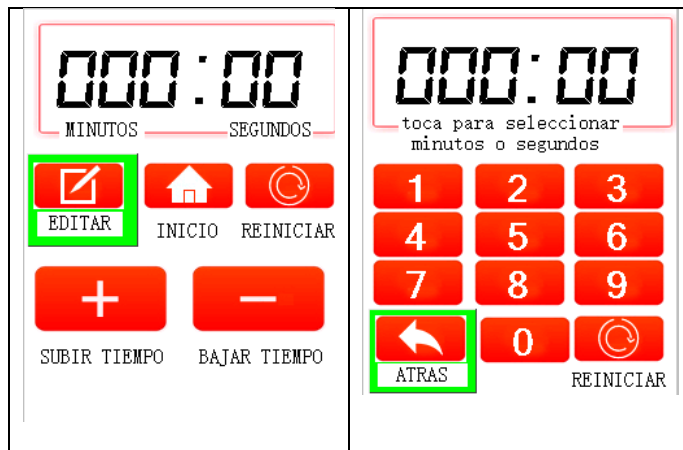 000:00
MINUTOS SEGUNDOS
EDITAR INICIO REINICIAR
SUBIR TIEMPO BAJAR TIEMPO
000:00
toca para seleccionar
minutos o segundos
1 2 3
4 5 6
7 8 9
0
ATRAS REINICIAR